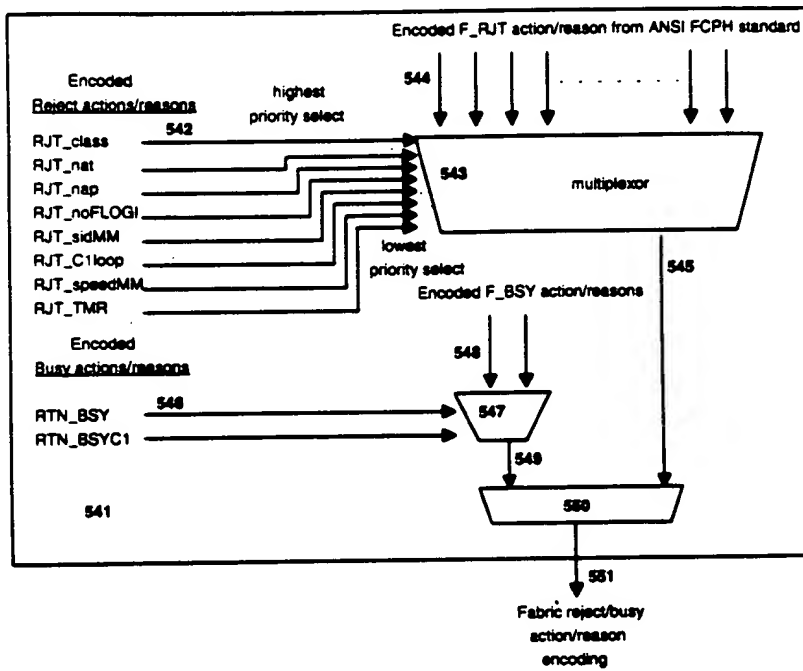 Encoded F_RJT action/reason from ANSI FCPH standard
544
Encoded
Reject actions/reasons
highest
priority select
542
RJT_class
RJT_nat
RJT_nap
RJT_noFLOGI
RJT_sidMM
RJT_C1loop
RJT_speedMM
RJT_TMR
543
multiplexor
lowest
priority select
545
Encoded F_BSY action/reasons
548
Encoded
Busy actions/reasons
546
RTN_BSY
RTN_BSYC1
547
549
541
550
551
Fabric reject/busy
action/reason
encoding